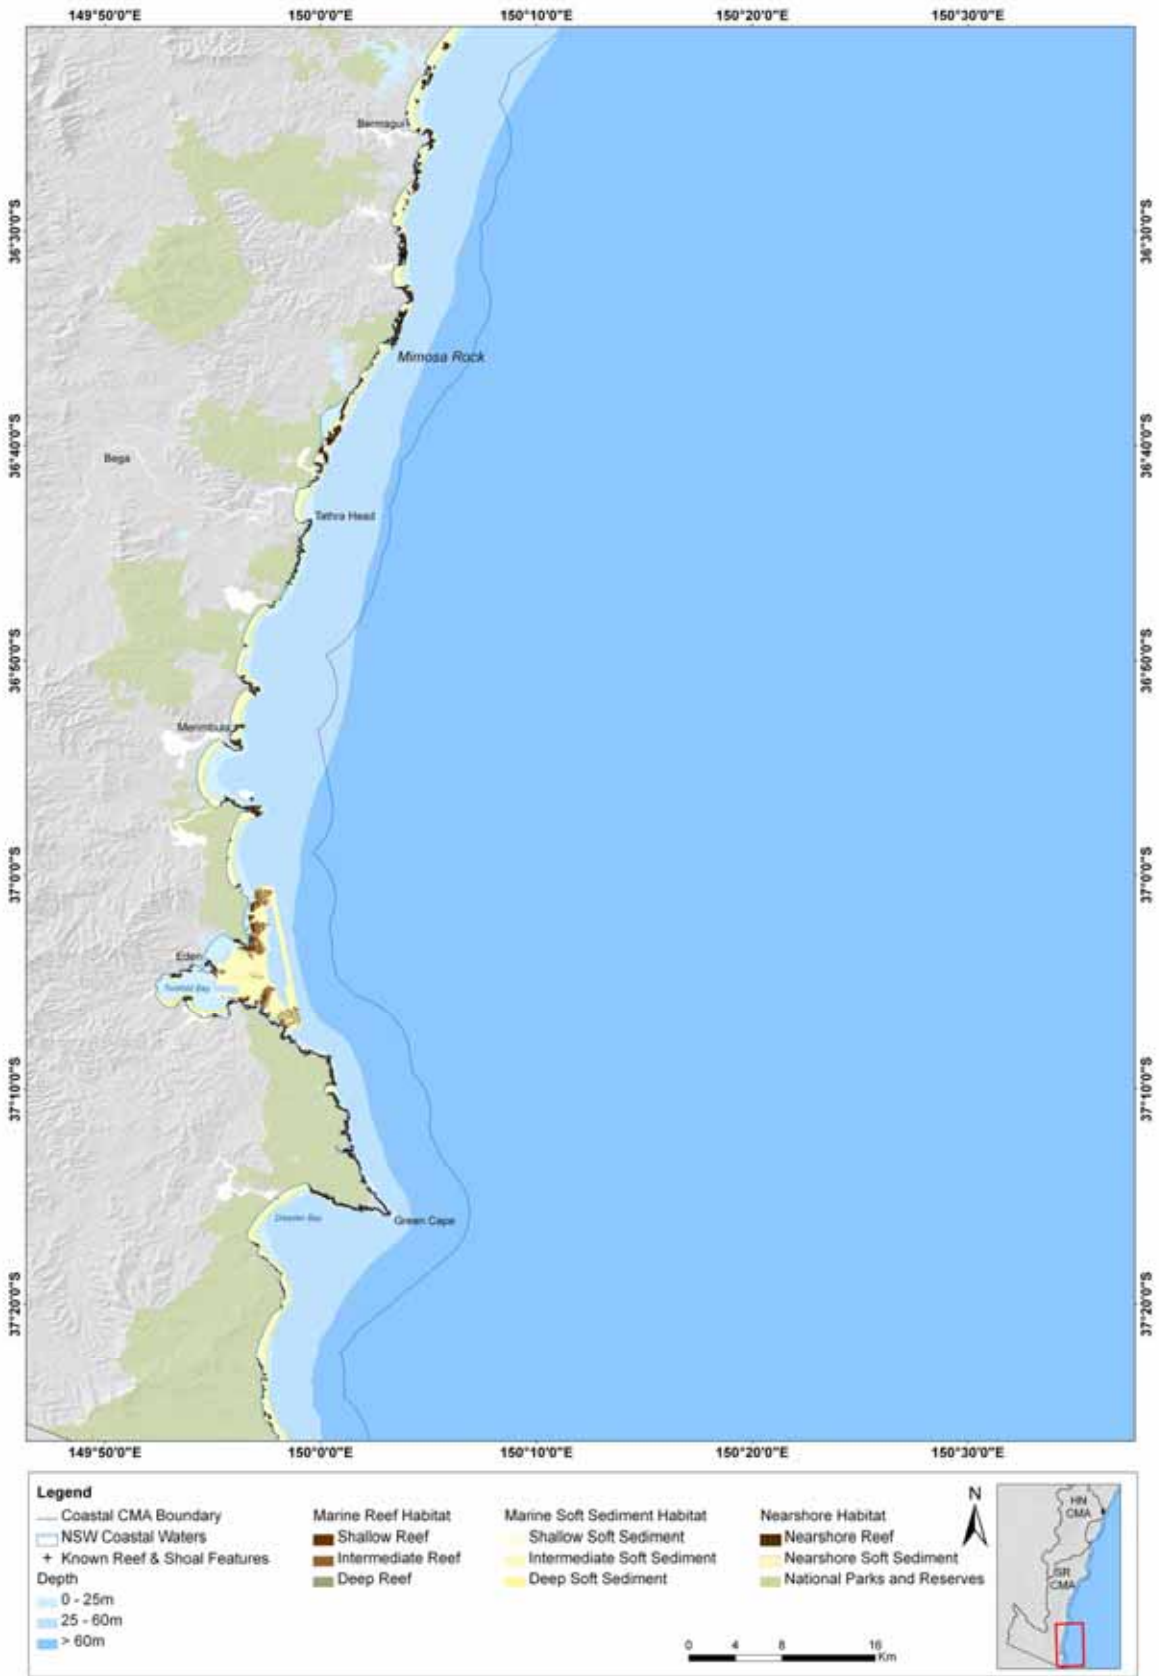 149°50'0"E 150°0'0"E 150°10'0"E 150°20'0"E 150°30'0"E
Bermagui
36°30'0"S 36°30'0"S
Mimosa Rock
36°40'0"S 36°40'0"S
Bega
Tathra Head
36°50'0"S 36°50'0"S
Merimbula
37°0'0"S 37°0'0"S
Eden
Twofold Bay
37°10'0"S 37°10'0"S
Disaster Bay
Green Cape
37°20'0"S 37°20'0"S
149°50'0"E 150°0'0"E 150°10'0"E 150°20'0"E 150°30'0"E
Legend
Coastal CMA Boundary
NSW Coastal Waters
Known Reef & Shoal Features
Depth
0 - 25m
25 - 60m
> 60m
Marine Reef Habitat
Shallow Reef
Intermediate Reef
Deep Reef
Marine Soft Sediment Habitat
Shallow Soft Sediment
Intermediate Soft Sediment
Deep Soft Sediment
Nearshore Habitat
Nearshore Reef
Nearshore Soft Sediment
National Parks and Reserves
N
0 4 8 16
Km
HN
CMA
SR
CMA